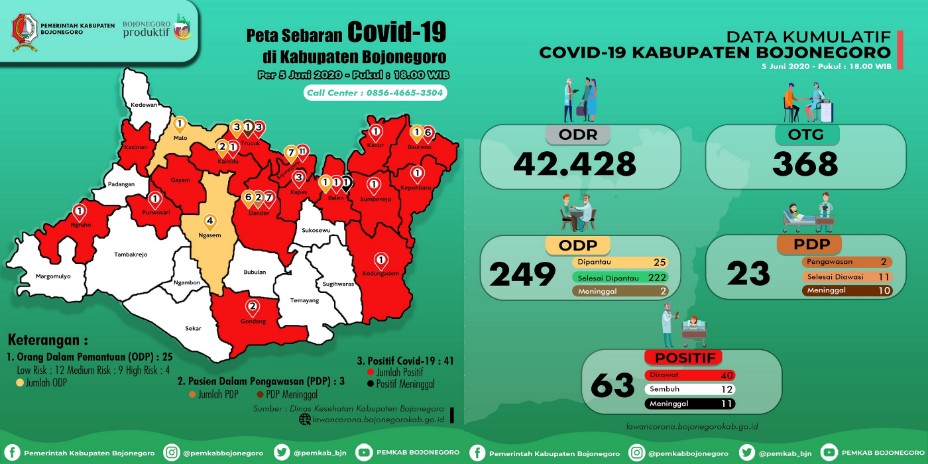 PEMERINTAH KABUPATEN
BOJONEGORO
BOJONEGORO
produktif
Peta Sebaran Covid-19
di Kabupaten Bojonegoro
Per 5 Juni 2020 - Pukul : 18.00 WIB
Call Center : 0856-4665-3504
Kedewan
Kasiman
Malo
1
Trucuk
3 1 3
Kalitidu
2 1
7 11
Kanor
1
Baureno
1 6
Padangan
Gayam
Purwosari
1
Ngraho
1
Ngasem
4
Dander
6 2 7
Kapas
3
Balen
1 1 1
Sumberejo
1
Kepohbaru
1
Sukosewu
Margomulyo
Tambakrejo
Ngambon
Bubulan
Temayang
Sugihwaras
Kedungadem
1
Sekar
Gondang
2
Keterangan :
1. Orang Dalam Pemantuan (ODP) : 25
Low Risk : 12 Medium Risk : 9 High Risk : 4
Jumlah ODP
2. Pasion Dalam Pengawasan (PDP) : 3
Jumlah PDP PDP Meninggal
3. Positif Covid-19 : 41
Jumlah Positif
Positif Meninggal
Sumber : Dinas Kesehatan Kabupaten Bojonegoro
lawancorona.bojonegorokab.go.id
DATA KUMULATIF
COVID-19 KABUPATEN BOJONEGORO
5 Juni 2020 - Pukul : 18.00 WIB
ODR
42.428
OTG
368
ODP
249
Dipantau 25
Selesai Dipantau 222
Meninggal 2
PDP
23
Pengawasan 2
Selesai Diawasi 11
Meninggal 10
POSITIF
63
Dirawat 40
Sembuh 12
Meninggal 11
lawancorona.bojonegorokab.go.id
Pemerintah Kabupaten Bojonegoro @pemkabbojonegoro @pemkab_bjn PEMKAB BOJONEGORO
Pemerintah Kabupaten Bojonegoro @pemkabbojonegoro @pemkab_bjn PEMKAB BOJONEGORO